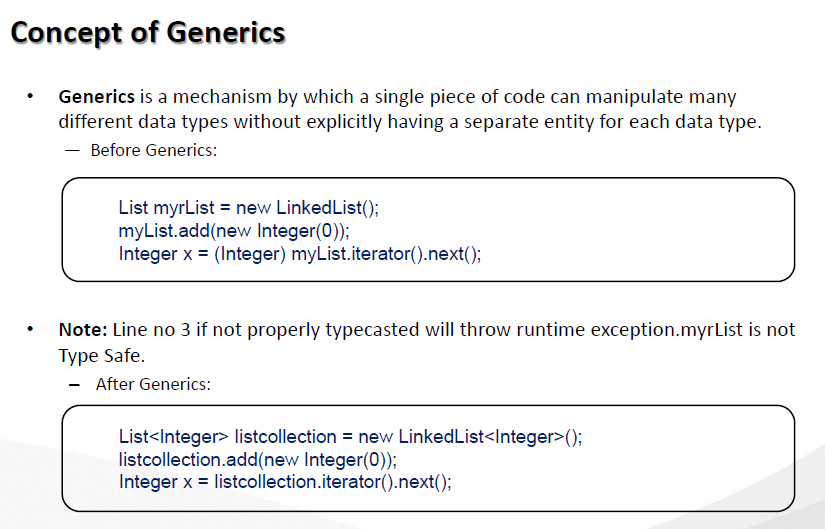 Concept of Generics
• Generics is a mechanism by which a single piece of code can manipulate many
different data types without explicitly having a separate entity for each data type.
— Before Generics:
List myrList = new LinkedList();
myList.add(new Integer(0));
Integer x = (Integer) myList.iterator().next();
• Note: Line no 3 if not properly typecasted will throw runtime exception.myrList is not
Type Safe.
– After Generics:
List<Integer> listcollection = new LinkedList<Integer>();
listcollection.add(new Integer(0));
Integer x = listcollection.iterator().next();